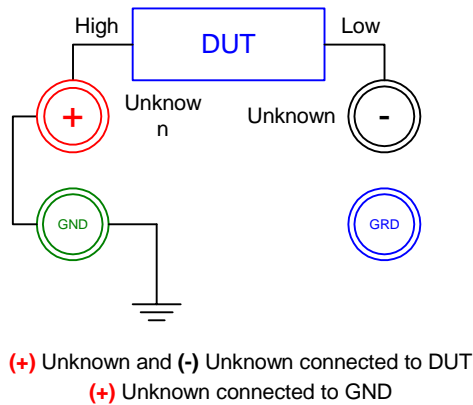 High
DUT
Low
+
Unknow
n
Unknown
-
GND
GRD
(+) Unknown and (-) Unknown connected to DUT
(+) Unknown connected to GND